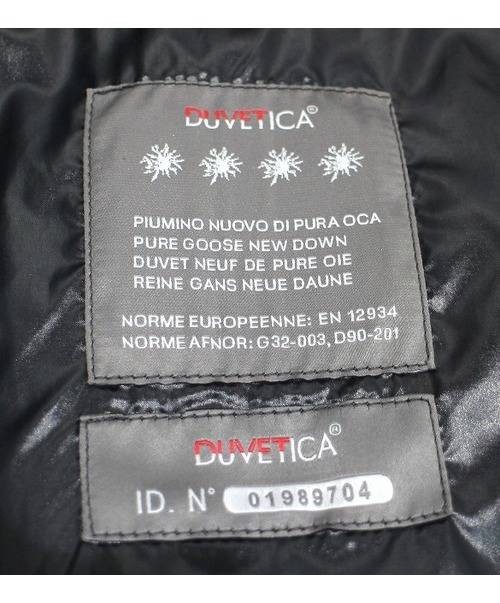 DUVETICA®
PIUMINO NUOVO DI PURA OCA
PURE GOOSE NEW DOWN
DUVET NEUF DE PURE OIE
REINE GANS NEUE DAUNE
NORME EUROPEENNE: EN 12934
NORME AFNOR: G32-003, D90-201
DUVETICA®
ID. N° 01989704